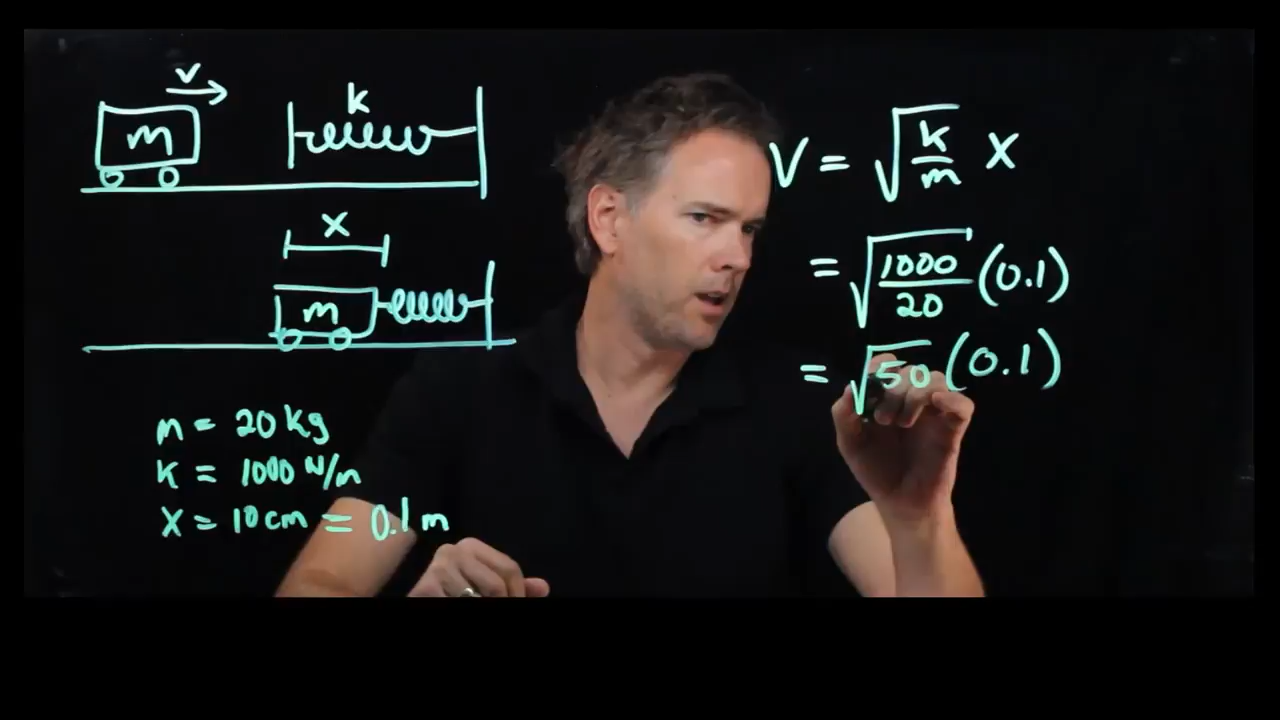 v
m
k
x
m
m = 20 kg
k = 1000 N/m
x = 10 cm = 0.1 m
v = √(k/m) x
= √(1000/20) (0.1)
= √50 (0.1)